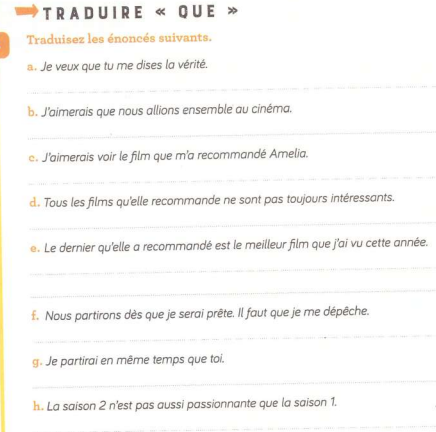 TRADUIRE « QUE »
Traduisez les énoncés suivants.
a. Je veux que tu me dises la vérité.
b. J'aimerais que nous allions ensemble au cinéma.
c. J'aimerais voir le film que m'a recommandé Amelia.
d. Tous les films qu'elle recommande ne sont pas toujours intéressants.
e. Le dernier qu'elle a recommandé est le meilleur film que j'ai vu cette année.
f. Nous partirons dès que je serai prête. Il faut que je me dépêche.
g. Je partirai en même temps que toi.
h. La saison 2 n'est pas aussi passionnante que la saison 1.